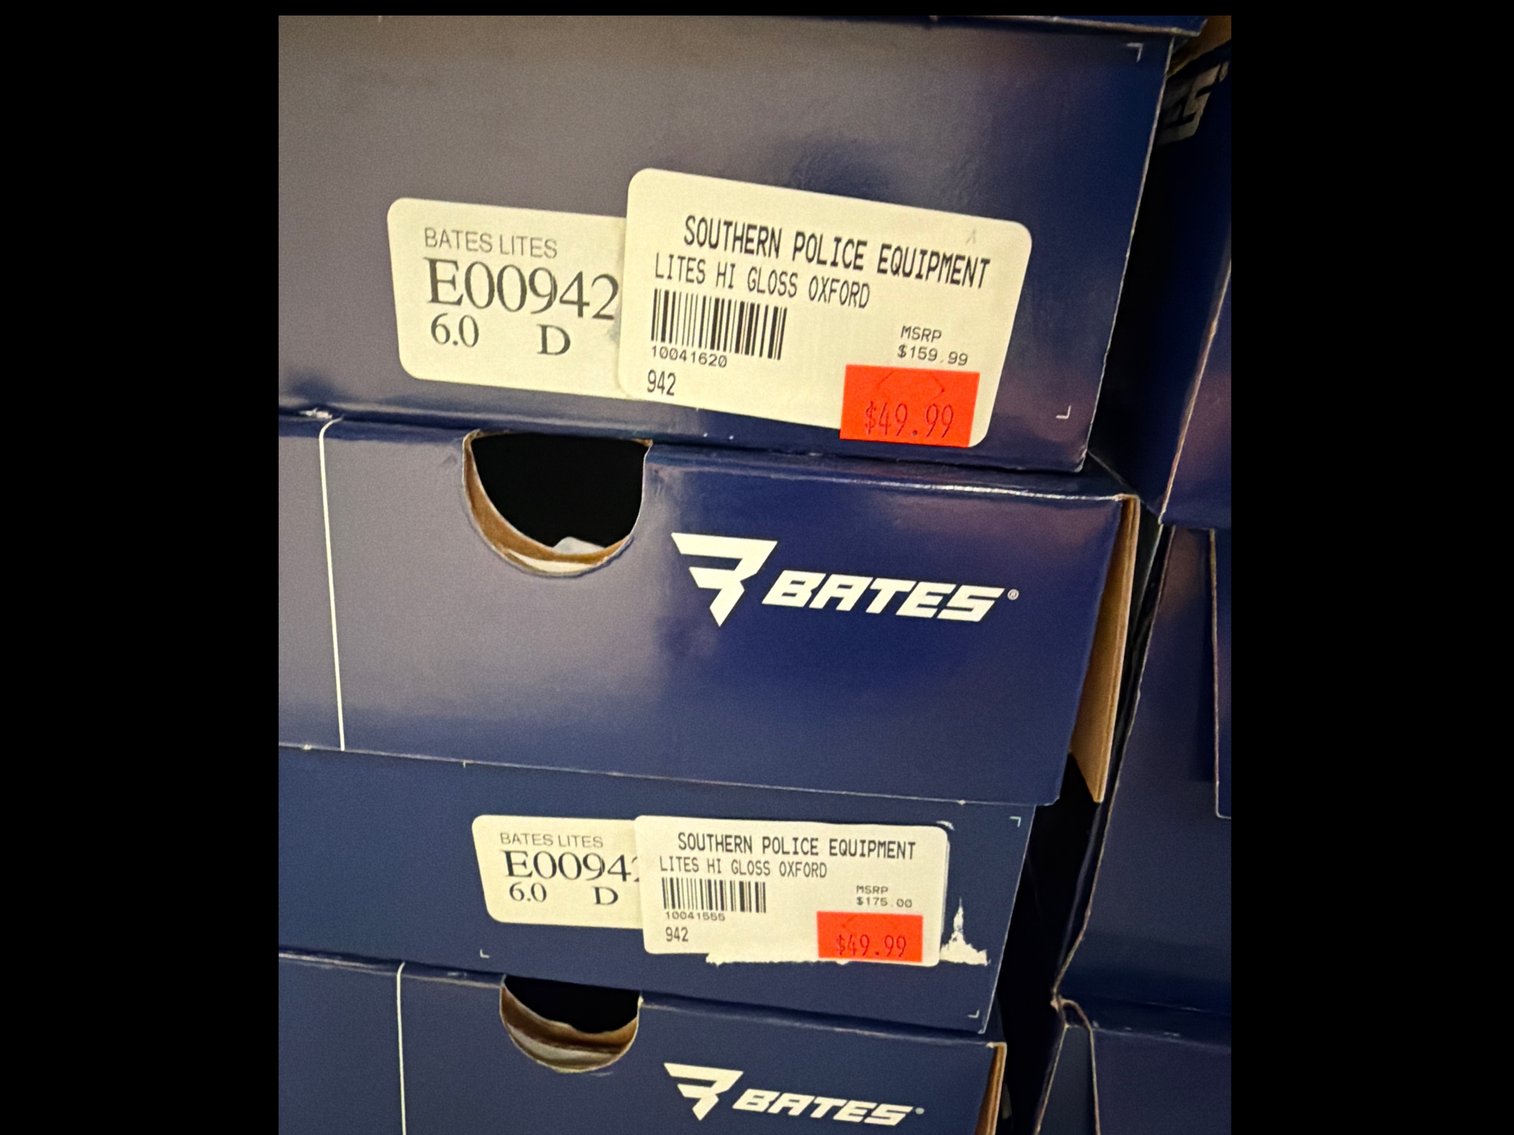 BATES LITES
E00942
6.0 D
SOUTHERN POLICE EQUIPMENT
LITES HI GLOSS OXFORD
10041620
942
MSRP
$159.99
$49.99
BATES®
BATES LITES
E0094
6.0 D
SOUTHERN POLICE EQUIPMENT
LITES HI GLOSS OXFORD
942
MSRP
$175.00
$49.99
BATES®